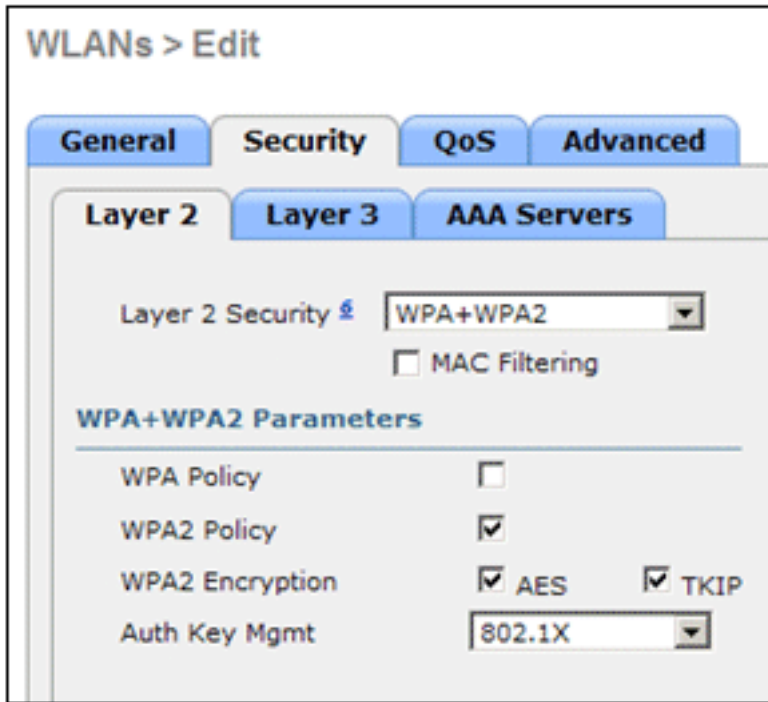 WLANs > Edit
General Security QoS Advanced
Layer 2 Layer 3 AAA Servers
Layer 2 Security 6 WPA+WPA2
MAC Filtering
WPA+WPA2 Parameters
WPA Policy
WPA2 Policy
WPA2 Encryption AES TKIP
Auth Key Mgmt 802.1X